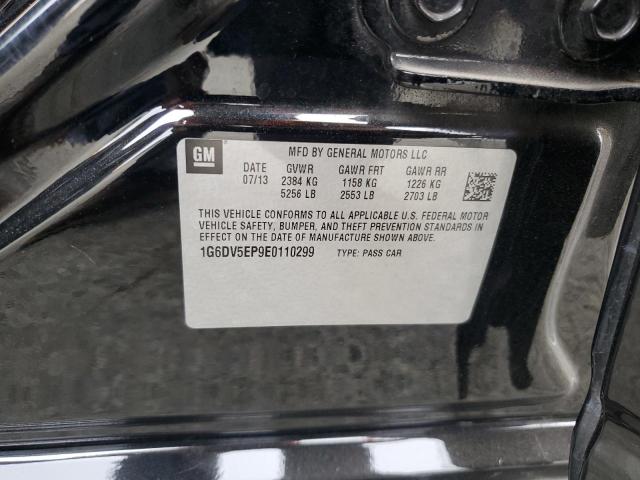 GM
MFD BY GENERAL MOTORS LLC
DATE GVWR GAWR FRT GAWR RR
07/13 2384 KG 1158 KG 1226 KG
5256 LB 2553 LB 2703 LB
THIS VEHICLE CONFORMS TO ALL APPLICABLE U.S. FEDERAL MOTOR
VEHICLE SAFETY, BUMPER, AND THEFT PREVENTION STANDARDS IN
EFFECT ON THE DATE OF MANUFACTURE SHOWN ABOVE.
1G6DV5EP9E0110299 TYPE: PASS CAR